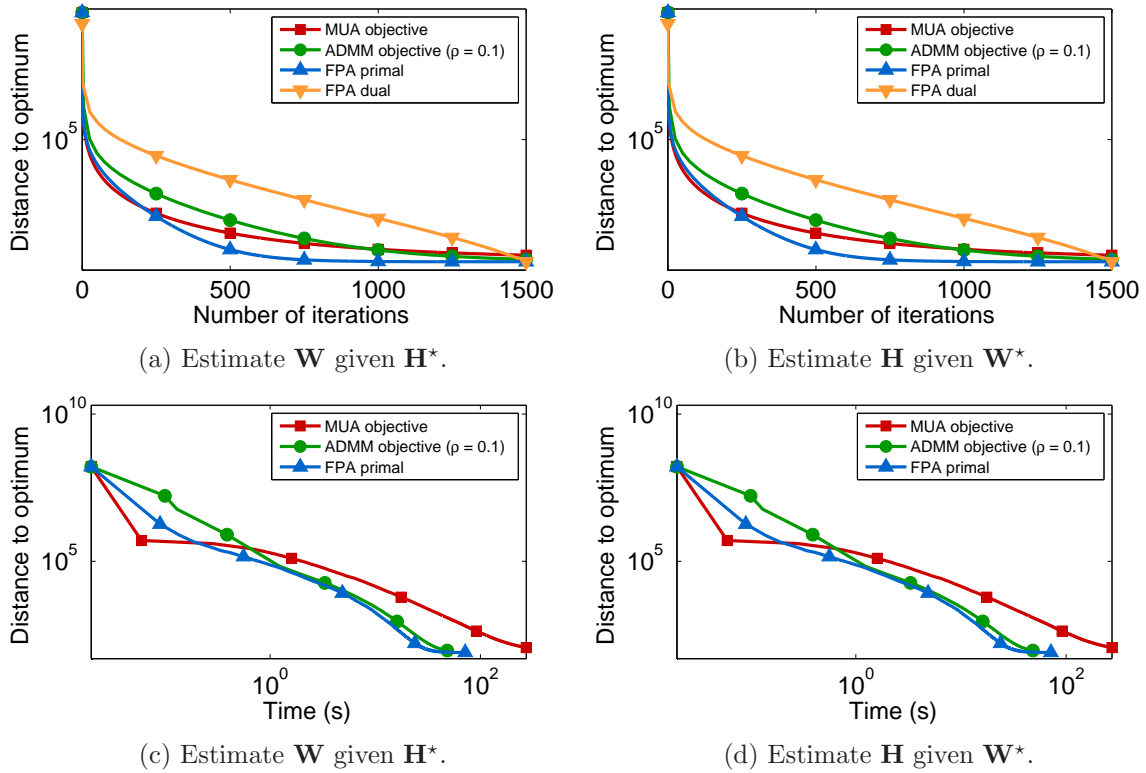 MUA objective
ADMM objective (ρ = 0.1)
FPA primal
FPA dual
Distance to optimum
10^5
0 500 1000 1500
Number of iterations
(a) Estimate W given H⋆.
MUA objective
ADMM objective (ρ = 0.1)
FPA primal
FPA dual
Distance to optimum
10^5
0 500 1000 1500
Number of iterations
(b) Estimate H given W⋆.
10^10
MUA objective
ADMM objective (ρ = 0.1)
FPA primal
Distance to optimum
10^5
10^0 10^2
Time (s)
(c) Estimate W given H⋆.
10^10
MUA objective
ADMM objective (ρ = 0.1)
FPA primal
Distance to optimum
10^5
10^0 10^2
Time (s)
(d) Estimate H given W⋆.